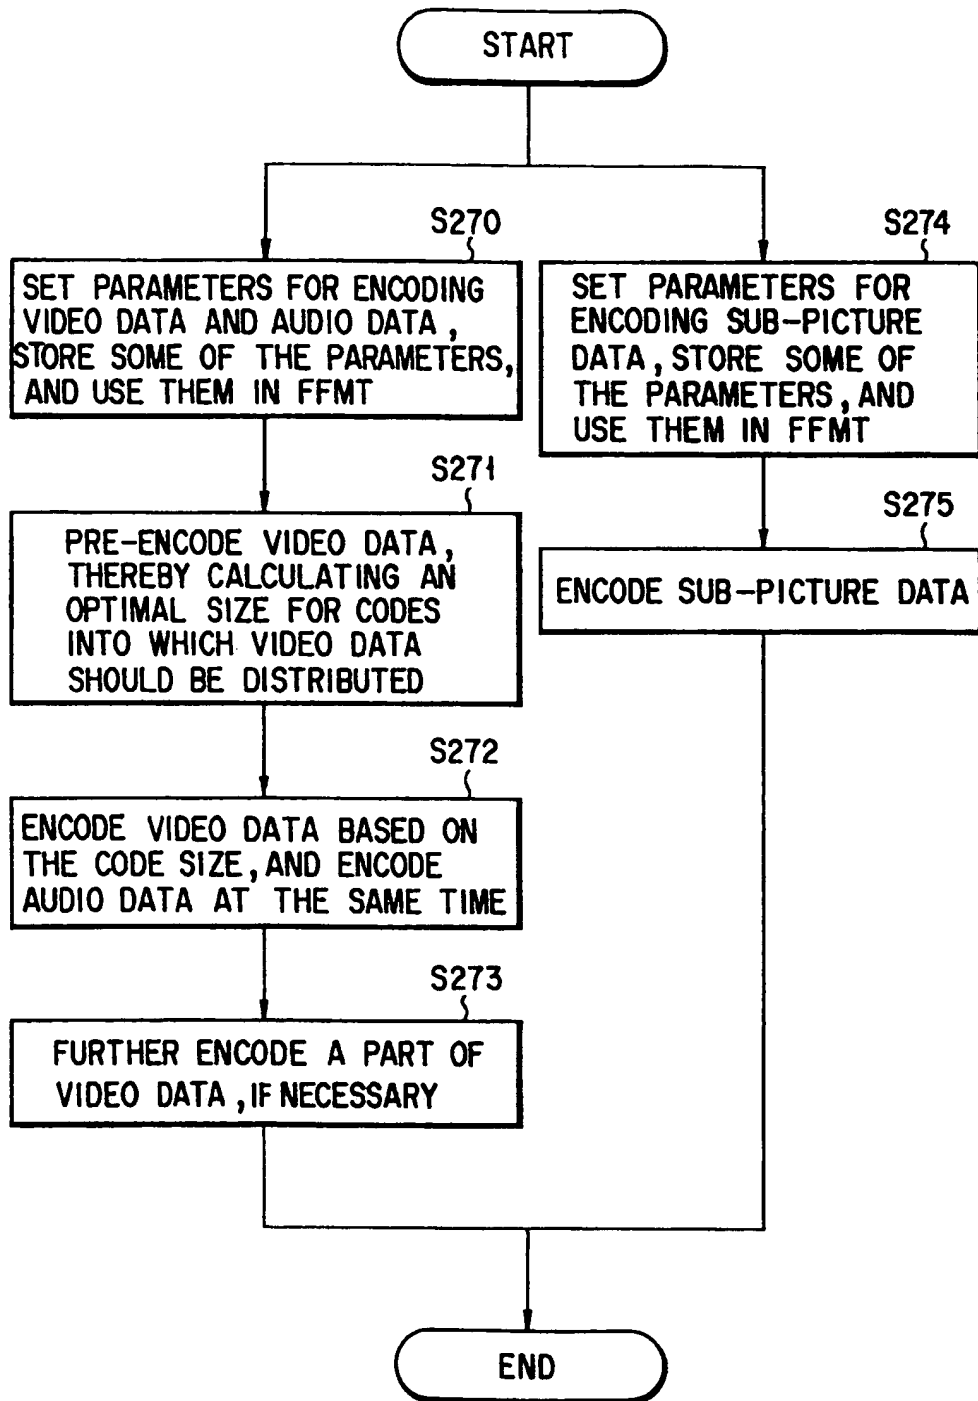 START
S270
SET PARAMETERS FOR ENCODING
VIDEO DATA AND AUDIO DATA,
STORE SOME OF THE PARAMETERS,
AND USE THEM IN FFMT
S271
PRE-ENCODE VIDEO DATA,
THEREBY CALCULATING AN
OPTIMAL SIZE FOR CODES
INTO WHICH VIDEO DATA
SHOULD BE DISTRIBUTED
S272
ENCODE VIDEO DATA BASED ON
THE CODE SIZE, AND ENCODE
AUDIO DATA AT THE SAME TIME
S273
FURTHER ENCODE A PART OF
VIDEO DATA, IF NECESSARY
S274
SET PARAMETERS FOR
ENCODING SUB-PICTURE
DATA, STORE SOME OF
THE PARAMETERS, AND
USE THEM IN FFMT
S275
ENCODE SUB-PICTURE DATA
END